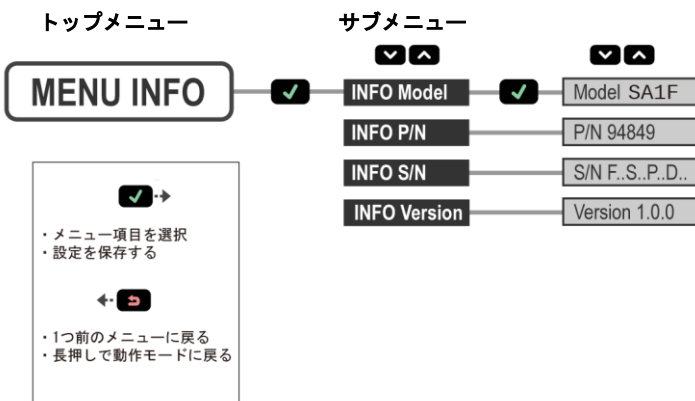 トップメニュー
サブメニュー
MENU INFO
INFO Model
Model SA1F
INFO P/N
P/N 94849
INFO S/N
S/N F..S..P..D..
INFO Version
Version 1.0.0
・メニュー項目を選択
・設定を保存する
・1つ前のメニューに戻る
・長押しで動作モードに戻る